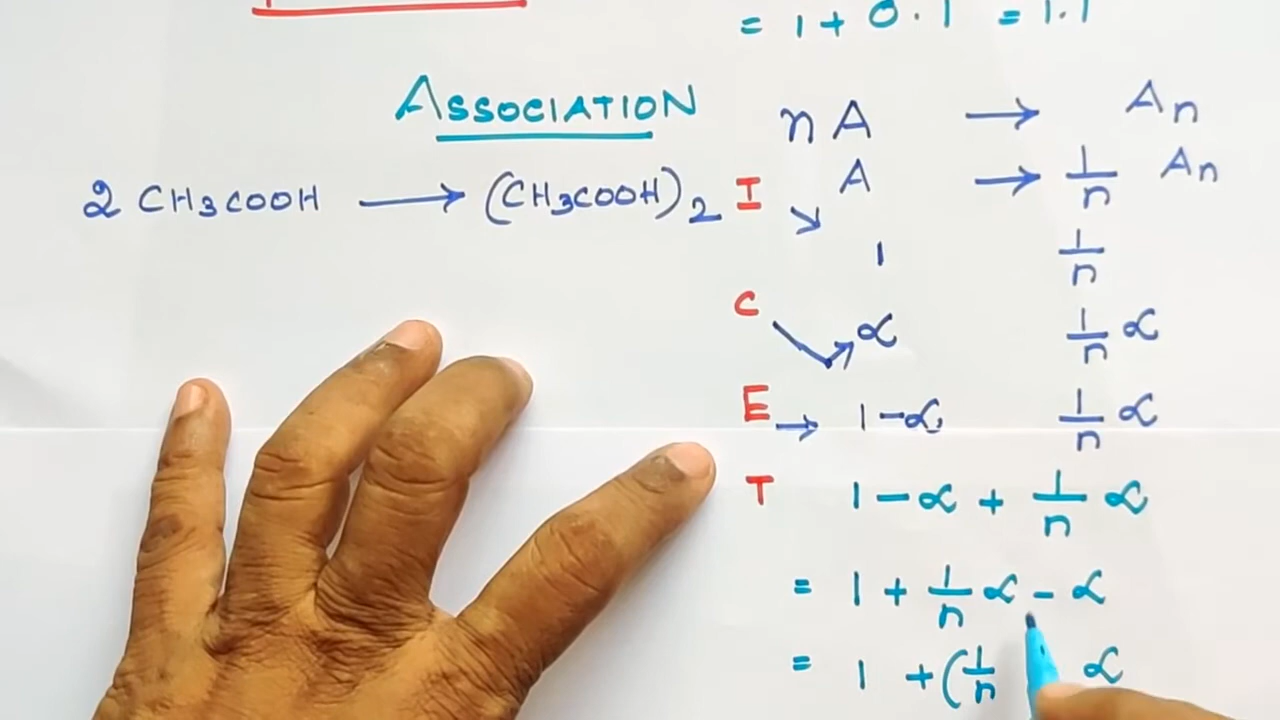 = 1 + 0.1 = 1.1
ASSOCIATION
n A → An
2 CH3COOH → (CH3COOH)2
I A → 1/n An
1 1/n
C α 1/n α
E → 1-α 1/n α
T 1 - α + 1/n α
= 1 + 1/n α - α
= 1 + (1/n α